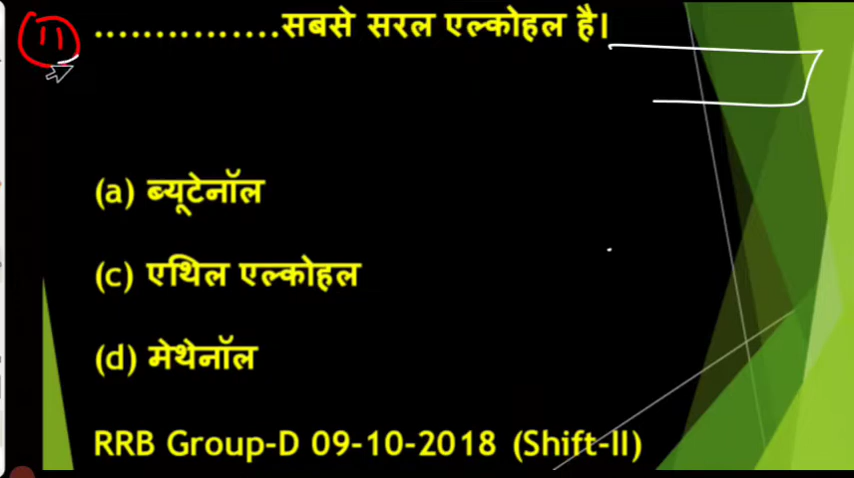 11
...............सबसे सरल एल्कोहल है।
(a) ब्यूटेनॉल
(c) एथिल एल्कोहल
(d) मेथेनॉल
RRB Group-D 09-10-2018 (Shift-II)